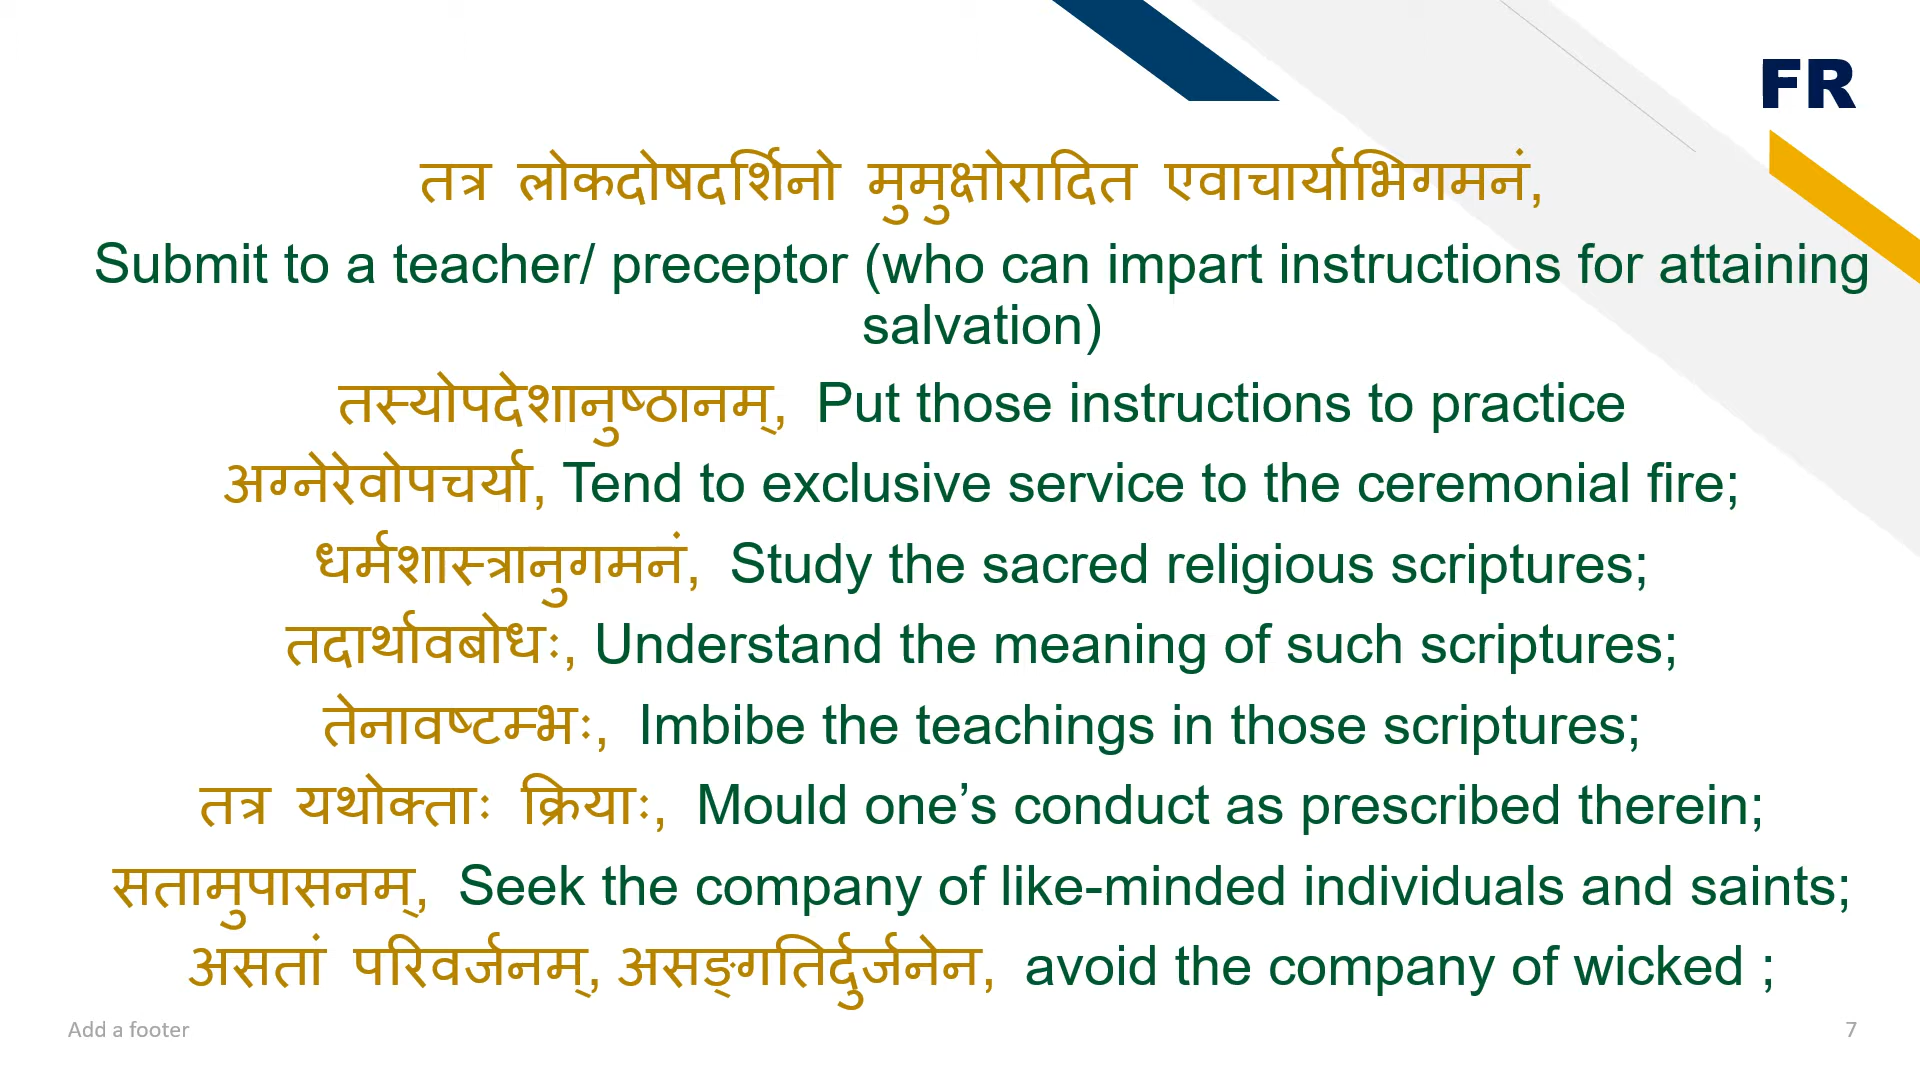 FR
तत्र लोकदोषदर्शिनो मुमुक्षोरादित एवाचार्याभिगमनं,
Submit to a teacher/ preceptor (who can impart instructions for attaining
salvation)
तस्योपदेशानुष्ठानम्, Put those instructions to practice
अग्नेरेवोपचर्या, Tend to exclusive service to the ceremonial fire;
धर्मशास्त्रानुगमनं, Study the sacred religious scriptures;
तदार्थावबोधः, Understand the meaning of such scriptures;
तेनावष्टम्भः, Imbibe the teachings in those scriptures;
तत्र यथोक्ताः क्रियाः, Mould one’s conduct as prescribed therein;
सतामुपासनम्, Seek the company of like-minded individuals and saints;
असतां परिवर्जनम्, असङ्गतिर्दुर्जनेन, avoid the company of wicked ;
Add a footer
7